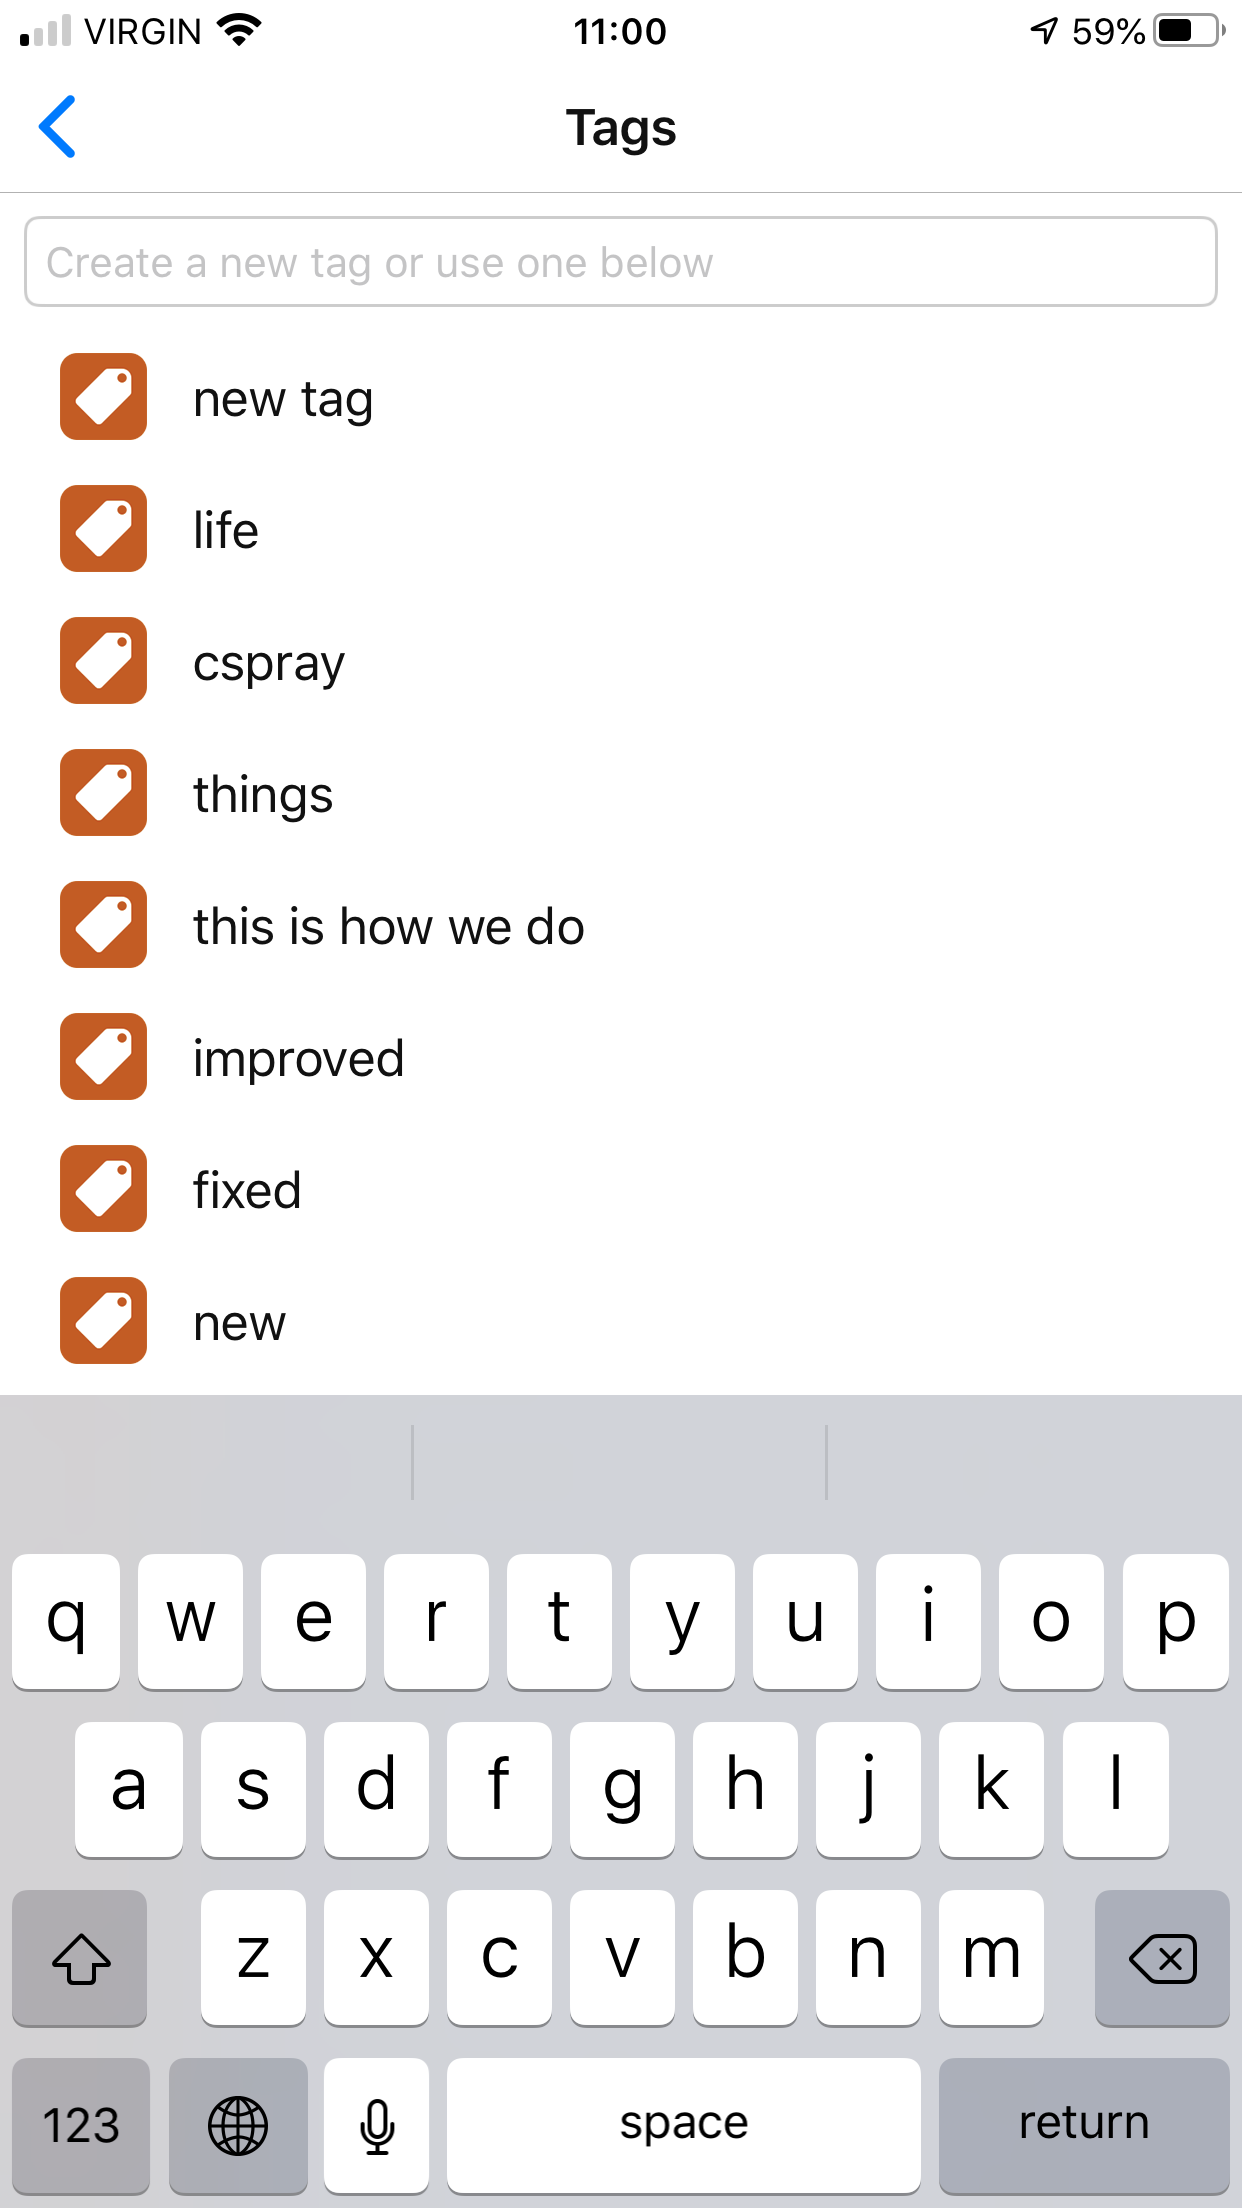 VIRGIN 11:00 59%
Tags
Create a new tag or use one below
new tag
life
cspray
things
this is how we do
improved
fixed
new
q w e r t y u i o p
a s d f g h j k l
z x c v b n m
123 space return